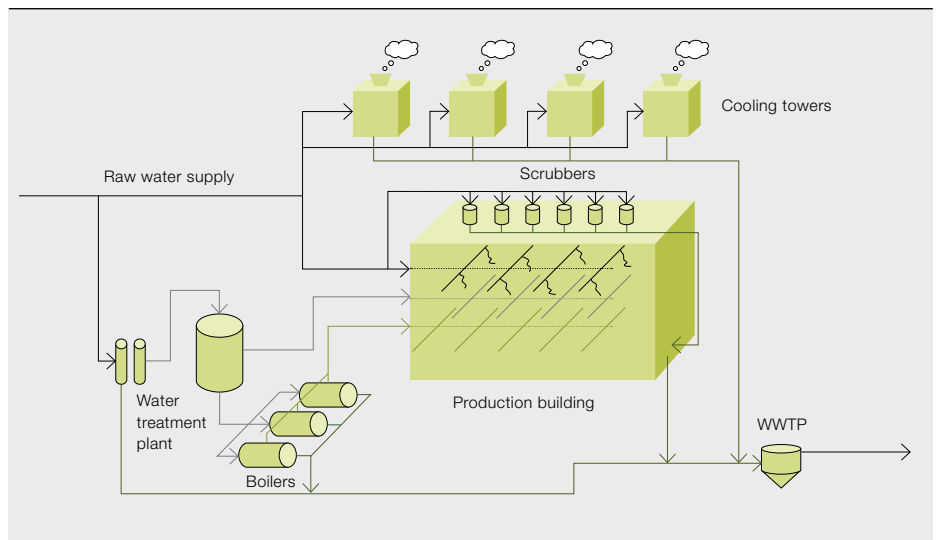 Cooling towers
Raw water supply
Scrubbers
Water
treatment
plant
Production building
WWTP
Boilers